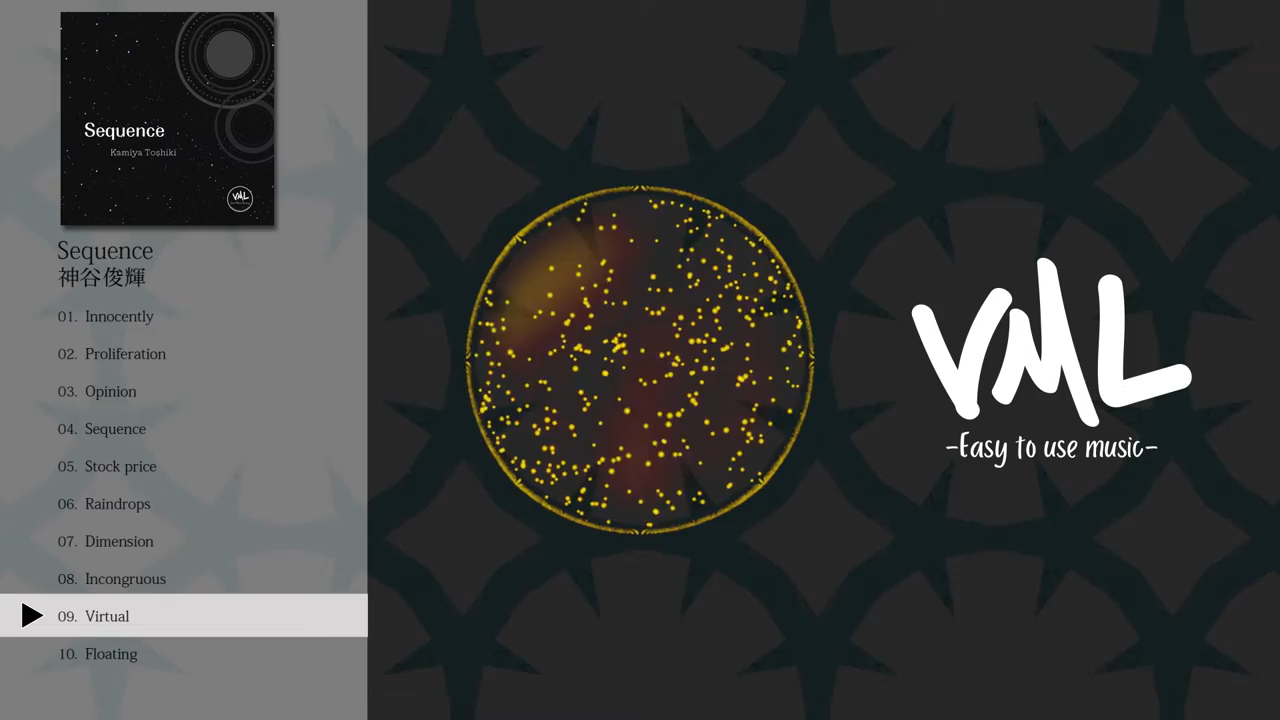 Sequence
Kamiya Toshiki
VML
Sequence
神谷俊輝
01. Innocently
02. Proliferation
03. Opinion
04. Sequence
05. Stock price
06. Raindrops
07. Dimension
08. Incongruous
09. Virtual
10. Floating
VML
-Easy to use music-